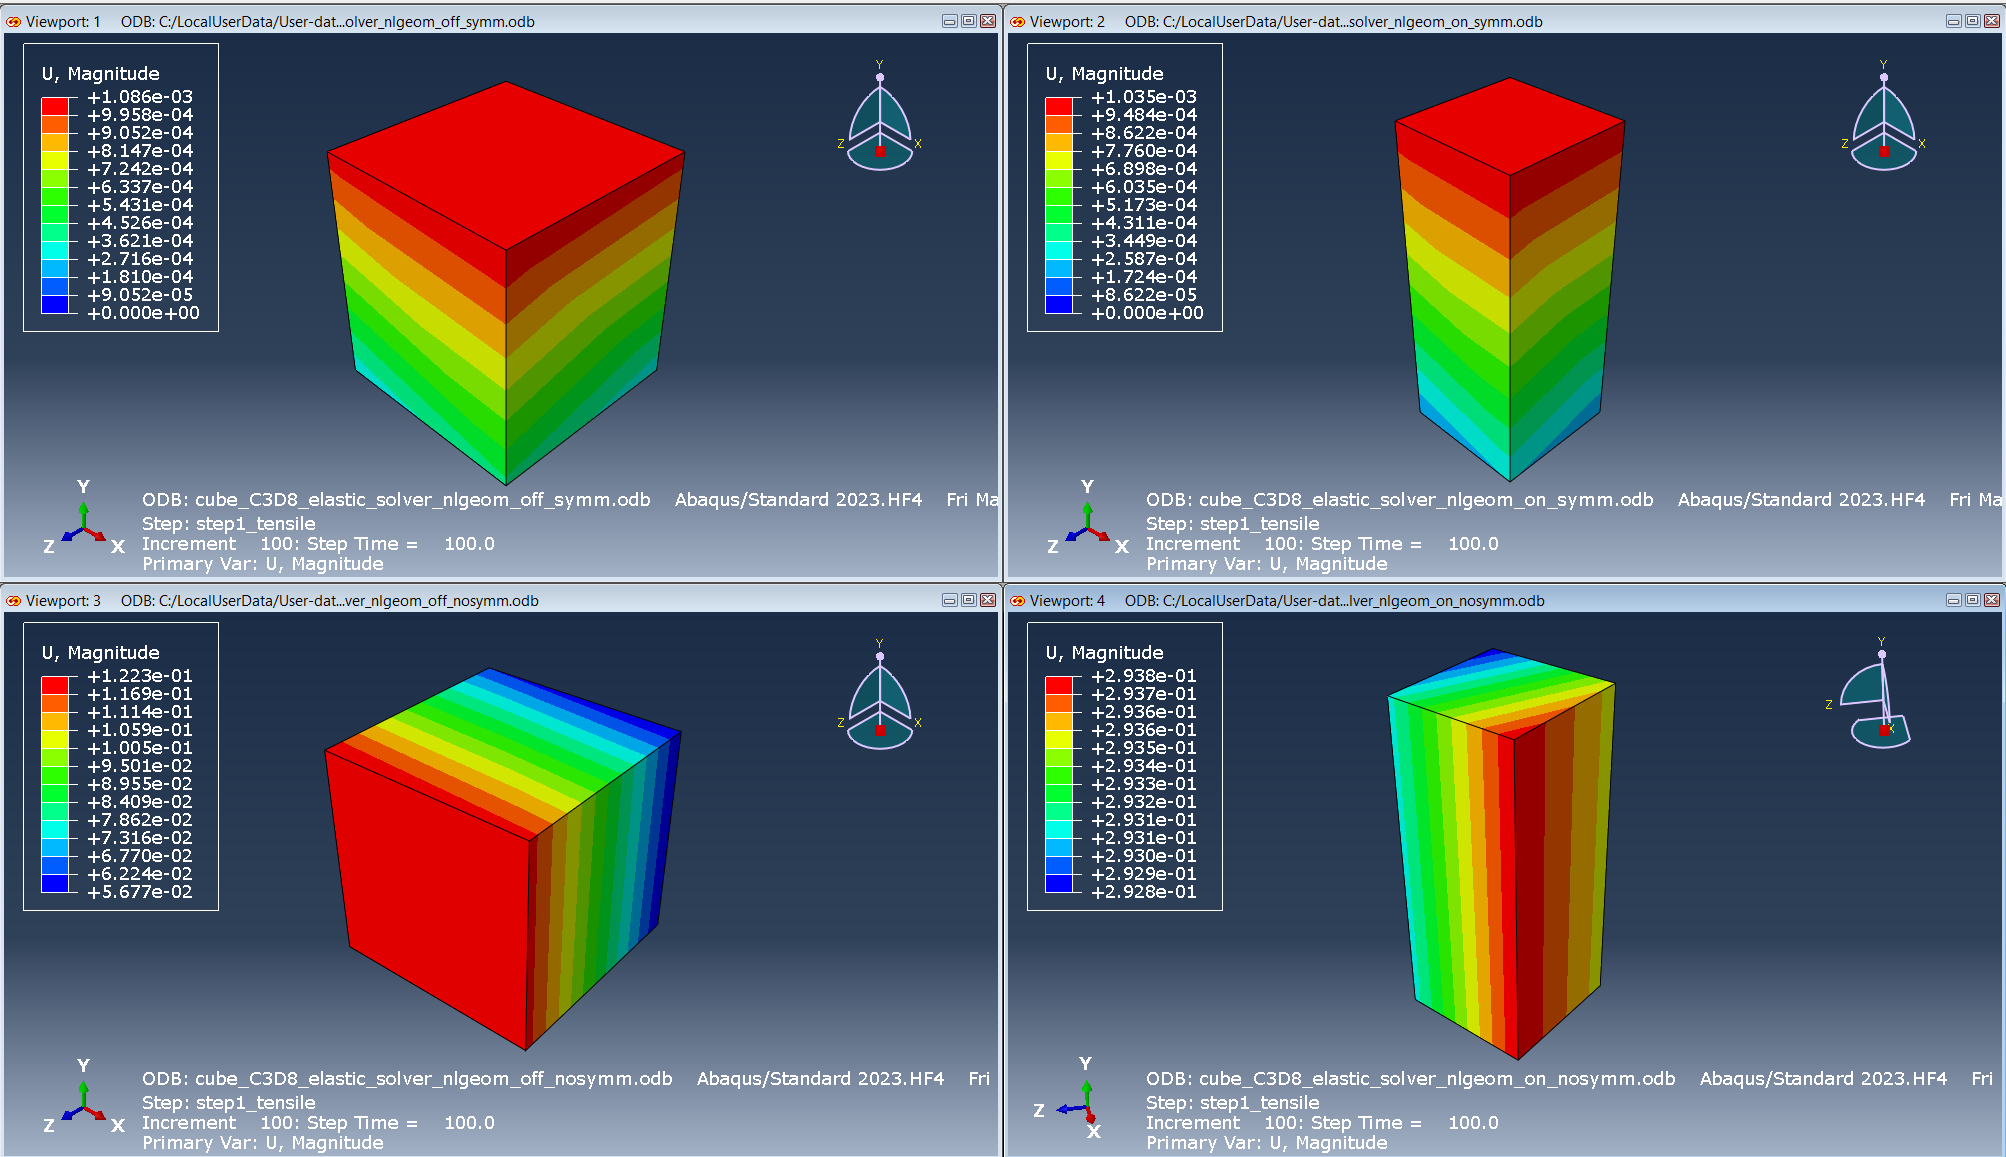 Viewport: 1 ODB: C:/LocalUserData/User-dat...olver_nlgeom_off_symm.odb
U, Magnitude
+1.086e-03
+9.958e-04
+9.052e-04
+8.147e-04
+7.242e-04
+6.337e-04
+5.431e-04
+4.526e-04
+3.621e-04
+2.716e-04
+1.810e-04
+9.052e-05
+0.000e+00
Y
Z
X
Y
Z
X
ODB: cube_C3D8_elastic_solver_nlgeom_off_symm.odb Abaqus/Standard 2023.HF4 Fri Ma
Step: step1_tensile
Increment 100: Step Time = 100.0
Primary Var: U, Magnitude
Viewport: 2 ODB: C:/LocalUserData/User-dat...solver_nlgeom_on_symm.odb
U, Magnitude
+1.035e-03
+9.484e-04
+8.622e-04
+7.760e-04
+6.898e-04
+6.035e-04
+5.173e-04
+4.311e-04
+3.449e-04
+2.587e-04
+1.724e-04
+8.622e-05
+0.000e+00
Y
Z
X
Y
Z
X
ODB: cube_C3D8_elastic_solver_nlgeom_on_symm.odb Abaqus/Standard 2023.HF4 Fri Ma
Step: step1_tensile
Increment 100: Step Time = 100.0
Primary Var: U, Magnitude
Viewport: 3 ODB: C:/LocalUserData/User-dat...ver_nlgeom_off_nosymm.odb
U, Magnitude
+1.223e-01
+1.169e-01
+1.114e-01
+1.059e-01
+1.005e-01
+9.501e-02
+8.955e-02
+8.409e-02
+7.862e-02
+7.316e-02
+6.770e-02
+6.224e-02
+5.677e-02
Y
Z
X
Y
Z
X
ODB: cube_C3D8_elastic_solver_nlgeom_off_nosymm.odb Abaqus/Standard 2023.HF4 Fri
Step: step1_tensile
Increment 100: Step Time = 100.0
Primary Var: U, Magnitude
Viewport: 4 ODB: C:/LocalUserData/User-dat...lver_nlgeom_on_nosymm.odb
U, Magnitude
+2.938e-01
+2.937e-01
+2.936e-01
+2.936e-01
+2.935e-01
+2.934e-01
+2.933e-01
+2.932e-01
+2.931e-01
+2.931e-01
+2.930e-01
+2.929e-01
+2.928e-01
Y
Z
X
Y
Z
X
ODB: cube_C3D8_elastic_solver_nlgeom_on_nosymm.odb Abaqus/Standard 2023.HF4 Fri
Step: step1_tensile
Increment 100: Step Time = 100.0
Primary Var: U, Magnitude